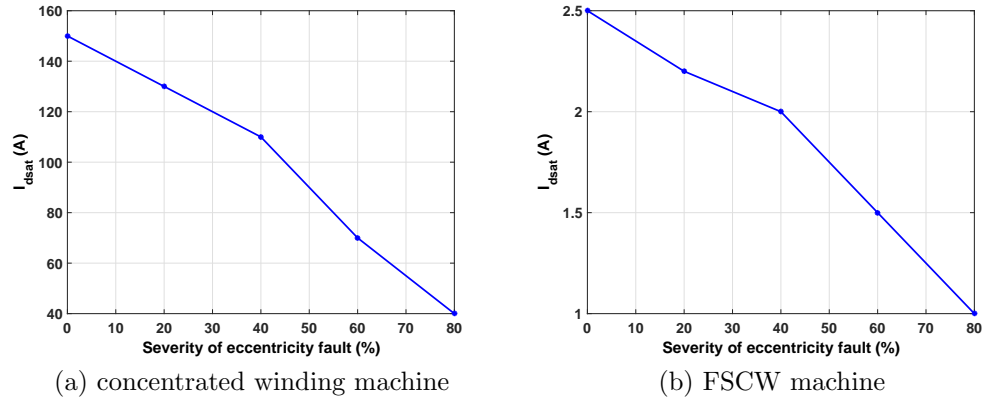 160
140
120
100
80
60
40
0 10 20 30 40 50 60 70 80
I_dsat (A)
Severity of eccentricity fault (%)
(a) concentrated winding machine
2.5
2
1.5
1
0 10 20 30 40 50 60 70 80
I_dsat (A)
Severity of eccentricity fault (%)
(b) FSCW machine